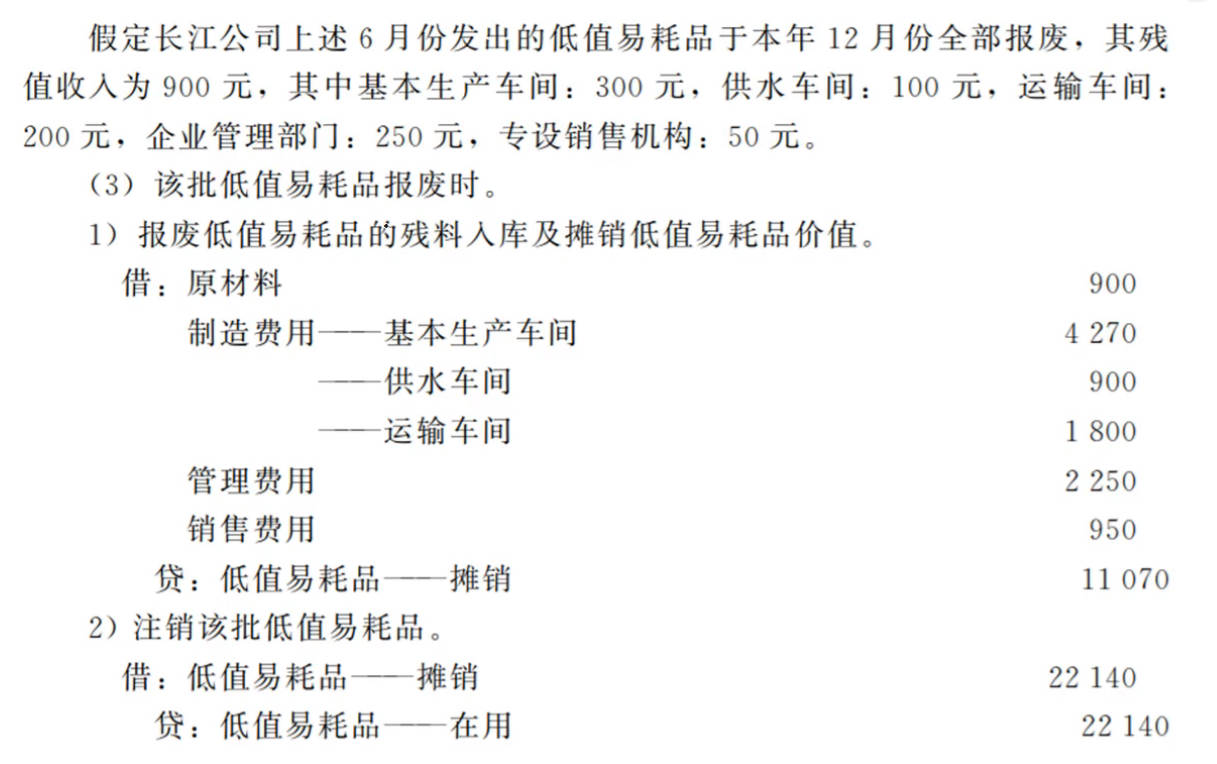 假定长江公司上述 6 月份发出的低值易耗品于本年 12 月份全部报废，其残
值收入为 900 元，其中基本生产车间：300 元，供水车间：100 元，运输车间：
200 元，企业管理部门：250 元，专设销售机构：50 元。
（3）该批低值易耗品报废时。
1）报废低值易耗品的残料入库及摊销低值易耗品价值。
借：原材料 900
制造费用——基本生产车间 4 270
——供水车间 900
——运输车间 1 800
管理费用 2 250
销售费用 950
贷：低值易耗品——摊销 11 070
2）注销该批低值易耗品。
借：低值易耗品——摊销 22 140
贷：低值易耗品——在用 22 140